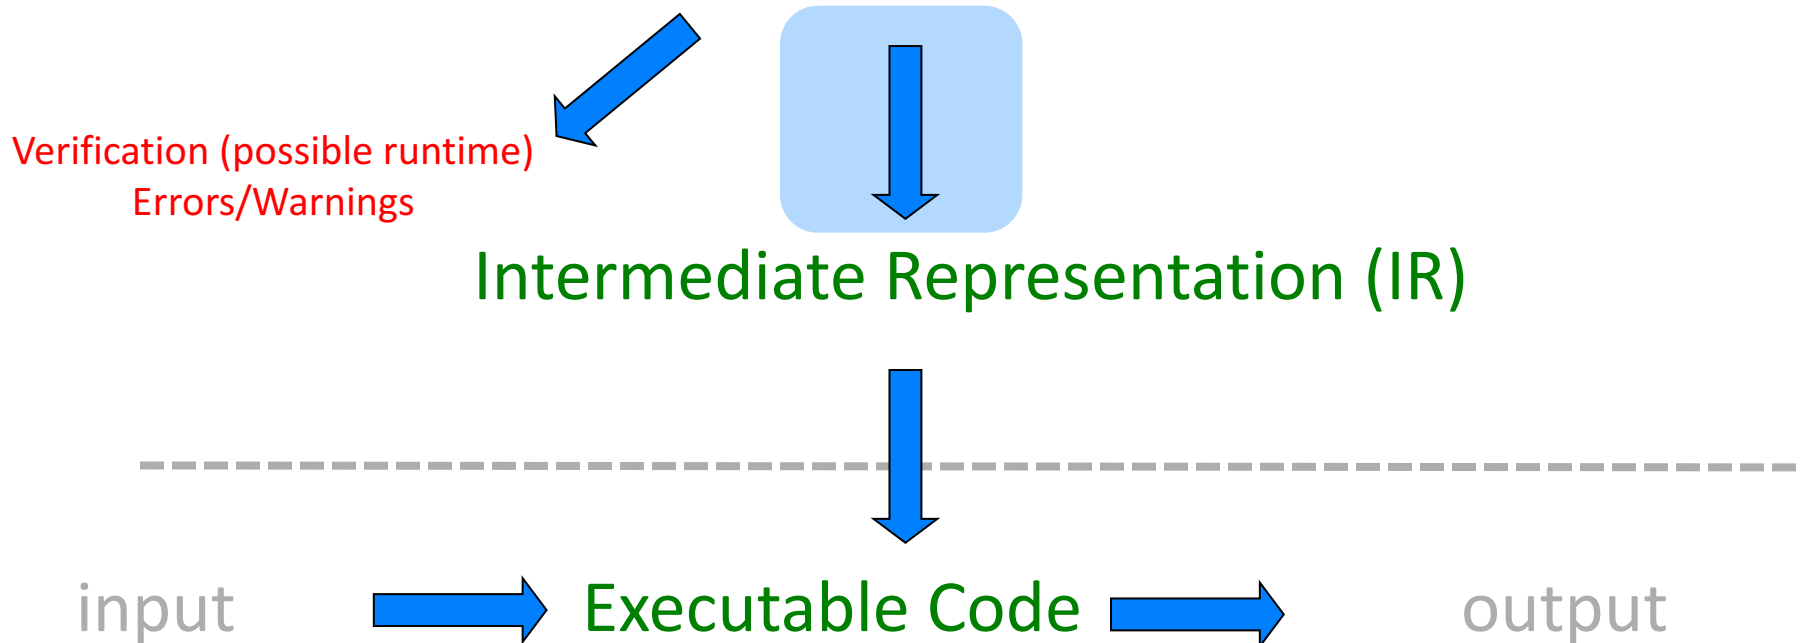 Verification (possible runtime)
Errors/Warnings
Intermediate Representation (IR)
input
Executable Code
output